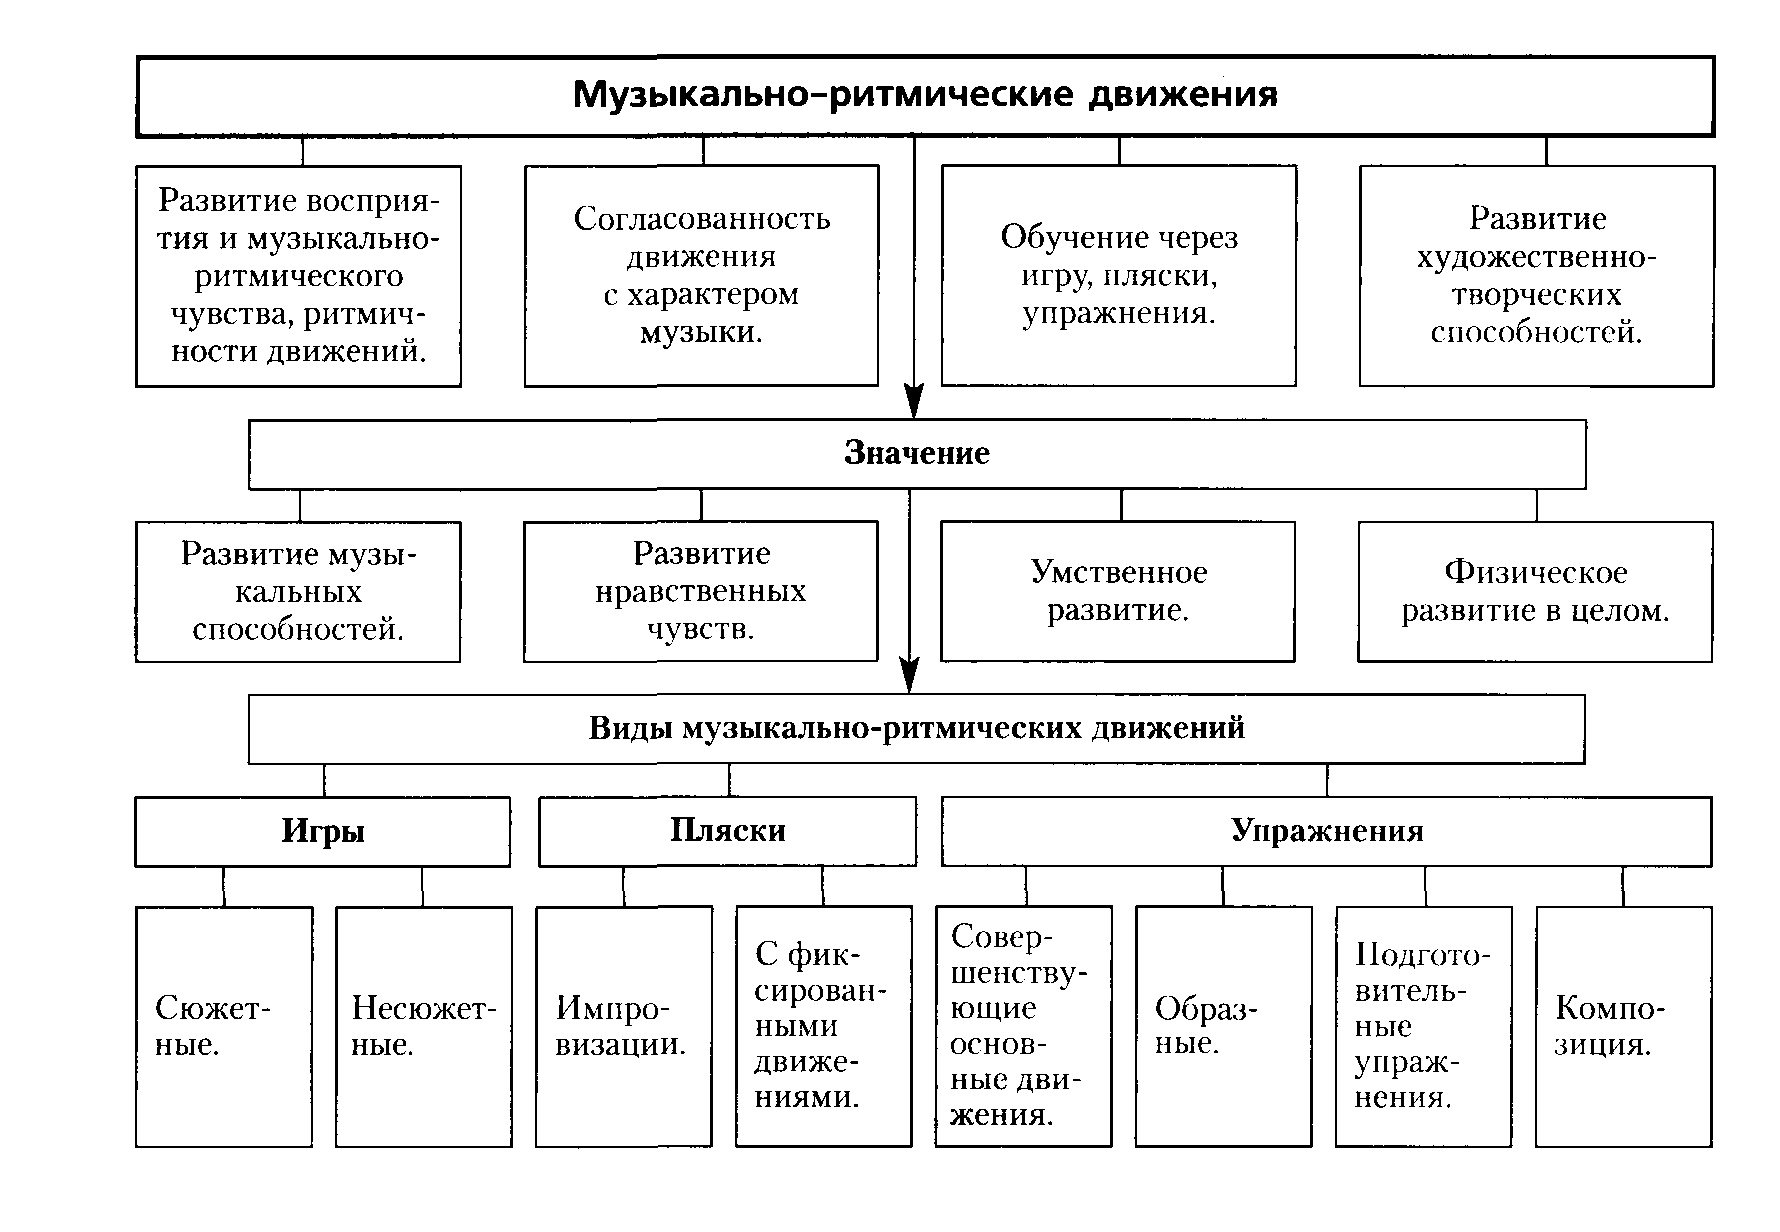 Музыкально-ритмические движения
Развитие восприя-
тия и музыкально-
ритмического
чувства, ритмич-
ности движений.
Согласованность
движения
с характером
музыки.
Обучение через
игру, пляски,
упражнения.
Развитие
художественно-
творческих
способностей.
Значение
Развитие музы-
кальных
способностей.
Развитие
нравственных
чувств.
Умственное
развитие.
Физическое
развитие в целом.
Виды музыкально-ритмических движений
Игры
Пляски
Упражнения
Сюжет-
ные.
Несюжет-
ные.
Импро-
визации.
С фик-
сирован-
ными
движе-
ниями.
Совер-
шенству-
ющие
основ-
ные дви-
жения.
Образ-
ные.
Подгото-
витель-
ные
упраж-
нения.
Компо-
зиция.